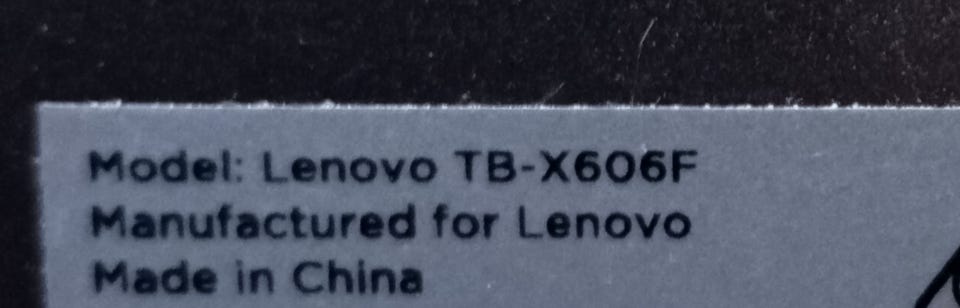 Model: Lenovo TB-X606F
Manufactured for Lenovo
Made in China